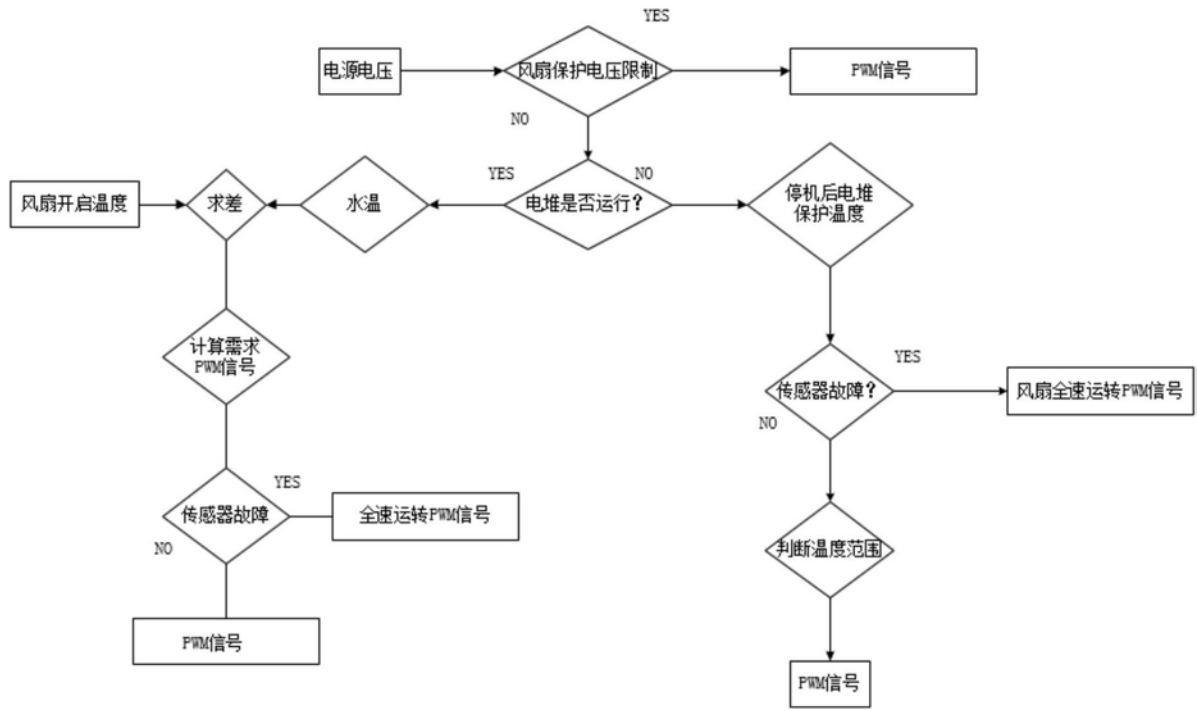 YES
电源电压
风扇保护电压限制
PWM信号
NO
YES
NO
风扇开启温度
求差
水温
电堆是否运行？
停机后电堆
保护温度
计算需求
PWM信号
YES
传感器故障？
风扇全速运转PWM信号
NO
YES
传感器故障
全速运转PWM信号
NO
判断温度范围
PWM信号
PWM信号